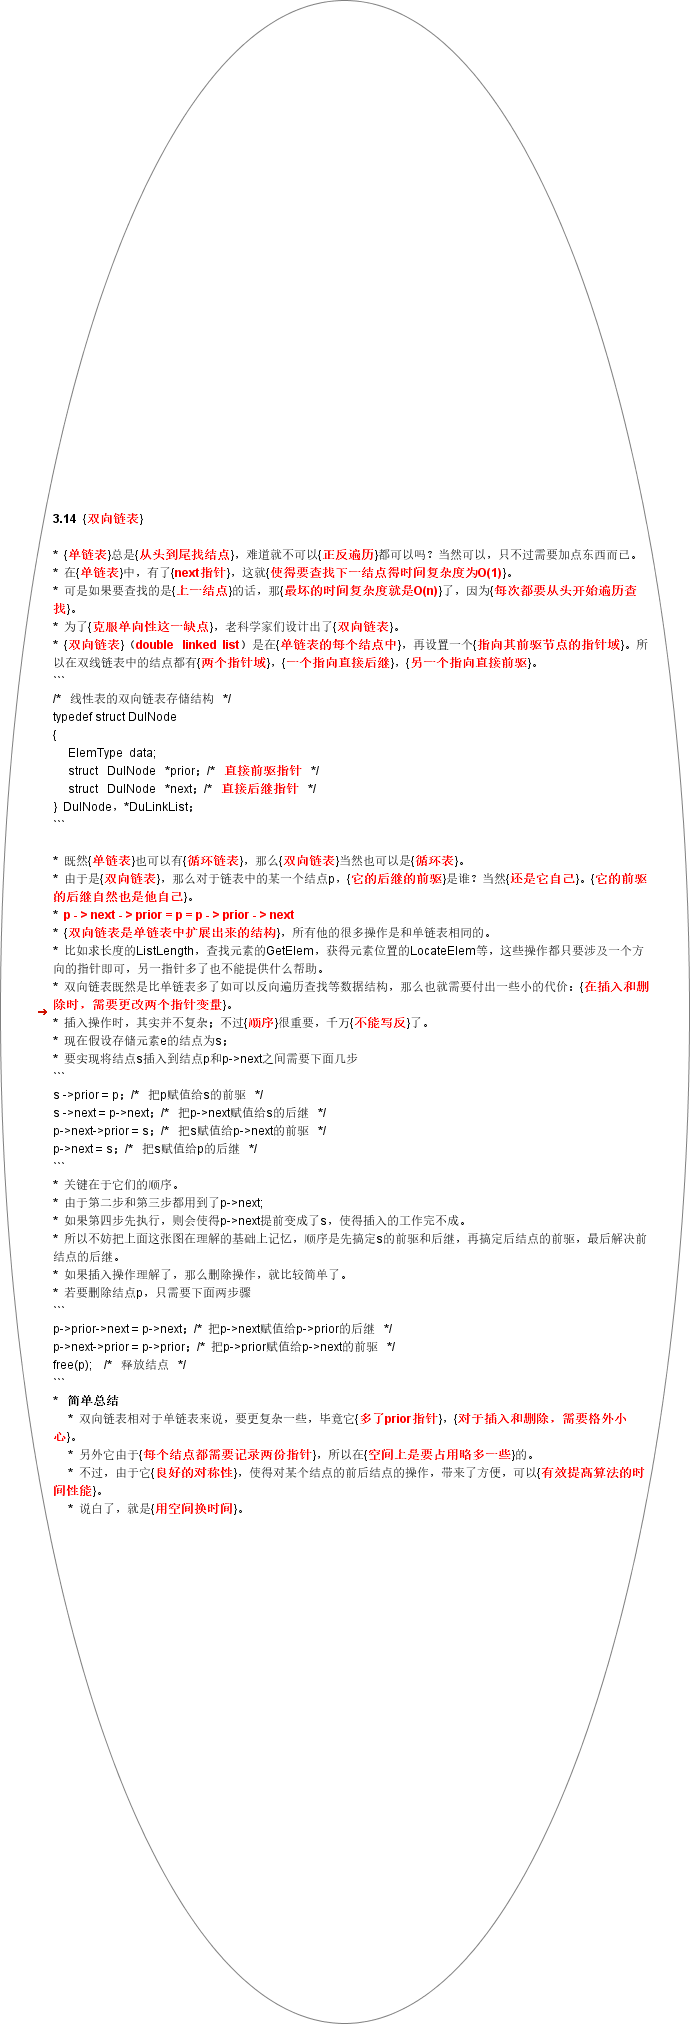 3.14 {双向链表}
* {单链表}总是{从头到尾找结点}，难道就不可以{正反遍历}都可以吗？当然可以，只不过需要加点东西而已。
* 在{单链表}中，有了{next指针}，这就{使得要查找下一结点得时间复杂度为O(1)}。
* 可是如果要查找的是{上一结点}的话，那{最坏的时间复杂度就是O(n)}了，因为{每次都要从头开始遍历查
找}。
* 为了{克服单向性这一缺点}，老科学家们设计出了{双向链表}。
* {双向链表}（double linked list）是在{单链表的每个结点中}，再设置一个{指向其前驱节点的指针域}。所
以在双线链表中的结点都有{两个指针域}，{一个指向直接后继}，{另一个指向直接前驱}。
```
/* 线性表的双向链表存储结构 */
typedef struct DulNode
{
ElemType data;
struct DulNode *prior；/* 直接前驱指针 */
struct DulNode *next；/* 直接后继指针 */
} DulNode，*DuLinkList；
```
* 既然{单链表}也可以有{循环链表}，那么{双向链表}当然也可以是{循环表}。
* 由于是{双向链表}，那么对于链表中的某一个结点p，{它的后继的前驱}是谁？当然{还是它自己}。{它的前驱
的后继自然也是他自己}。
* p - > next - > prior = p = p - > prior - > next
* {双向链表是单链表中扩展出来的结构}，所有他的很多操作是和单链表相同的。
* 比如求长度的ListLength，查找元素的GetElem，获得元素位置的LocateElem等，这些操作都只要涉及一个方
向的指针即可，另一指针多了也不能提供什么帮助。
* 双向链表既然是比单链表多了如可以反向遍历查找等数据结构，那么也就需要付出一些小的代价：{在插入和删
除时，需要更改两个指针变量}。
* 插入操作时，其实并不复杂；不过{顺序}很重要，千万{不能写反}了。
* 现在假设存储元素e的结点为s；
* 要实现将结点s插入到结点p和p->next之间需要下面几步
```
s ->prior = p；/* 把p赋值给s的前驱 */
s ->next = p->next；/* 把p->next赋值给s的后继 */
p->next->prior = s；/* 把s赋值给p->next的前驱 */
p->next = s；/* 把s赋值给p的后继 */
```
* 关键在于它们的顺序。
* 由于第二步和第三步都用到了p->next;
* 如果第四步先执行，则会使得p->next提前变成了s，使得插入的工作完不成。
* 所以不妨把上面这张图在理解的基础上记忆，顺序是先搞定s的前驱和后继，再搞定后结点的前驱，最后解决前
结点的后继。
* 如果插入操作理解了，那么删除操作，就比较简单了。
* 若要删除结点p，只需要下面两步骤
```
p->prior->next = p->next；/* 把p->next赋值给p->prior的后继 */
p->next->prior = p->prior；/* 把p->prior赋值给p->next的前驱 */
free(p); /* 释放结点 */
```
* 简单总结
* 双向链表相对于单链表来说，要更复杂一些，毕竟它{多了prior指针}，{对于插入和删除，需要格外小
心}。
* 另外它由于{每个结点都需要记录两份指针}，所以在{空间上是要占用略多一些}的。
* 不过，由于它{良好的对称性}，使得对某个结点的前后结点的操作，带来了方便，可以{有效提高算法的时
间性能}。
* 说白了，就是{用空间换时间}。